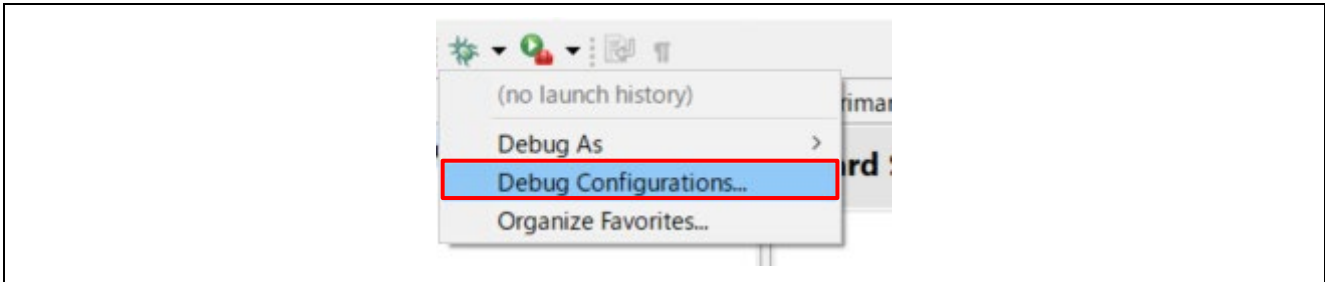 (no launch history)
Debug As
Debug Configurations...
Organize Favorites...